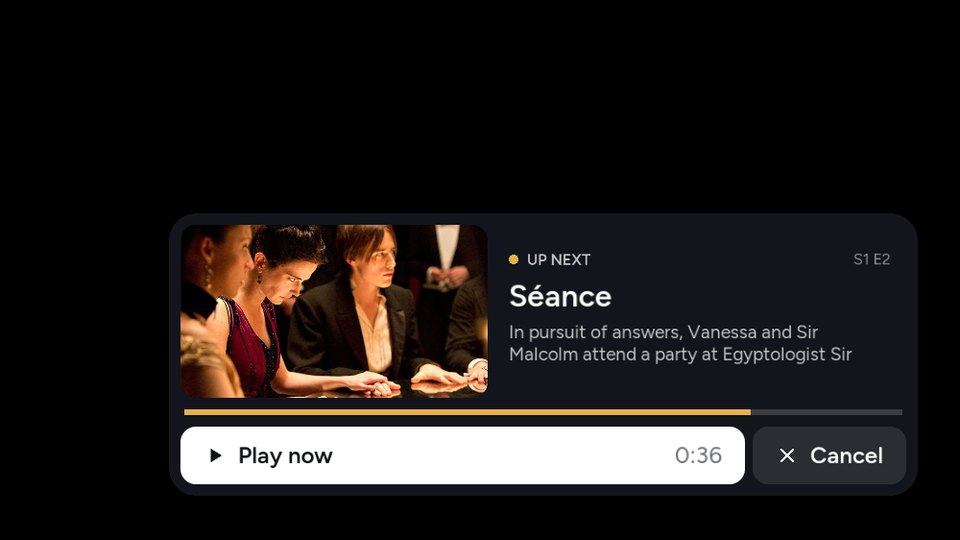 UP NEXT
S1 E2
Séance
In pursuit of answers, Vanessa and Sir
Malcolm attend a party at Egyptologist Sir
Play now
0:36
Cancel